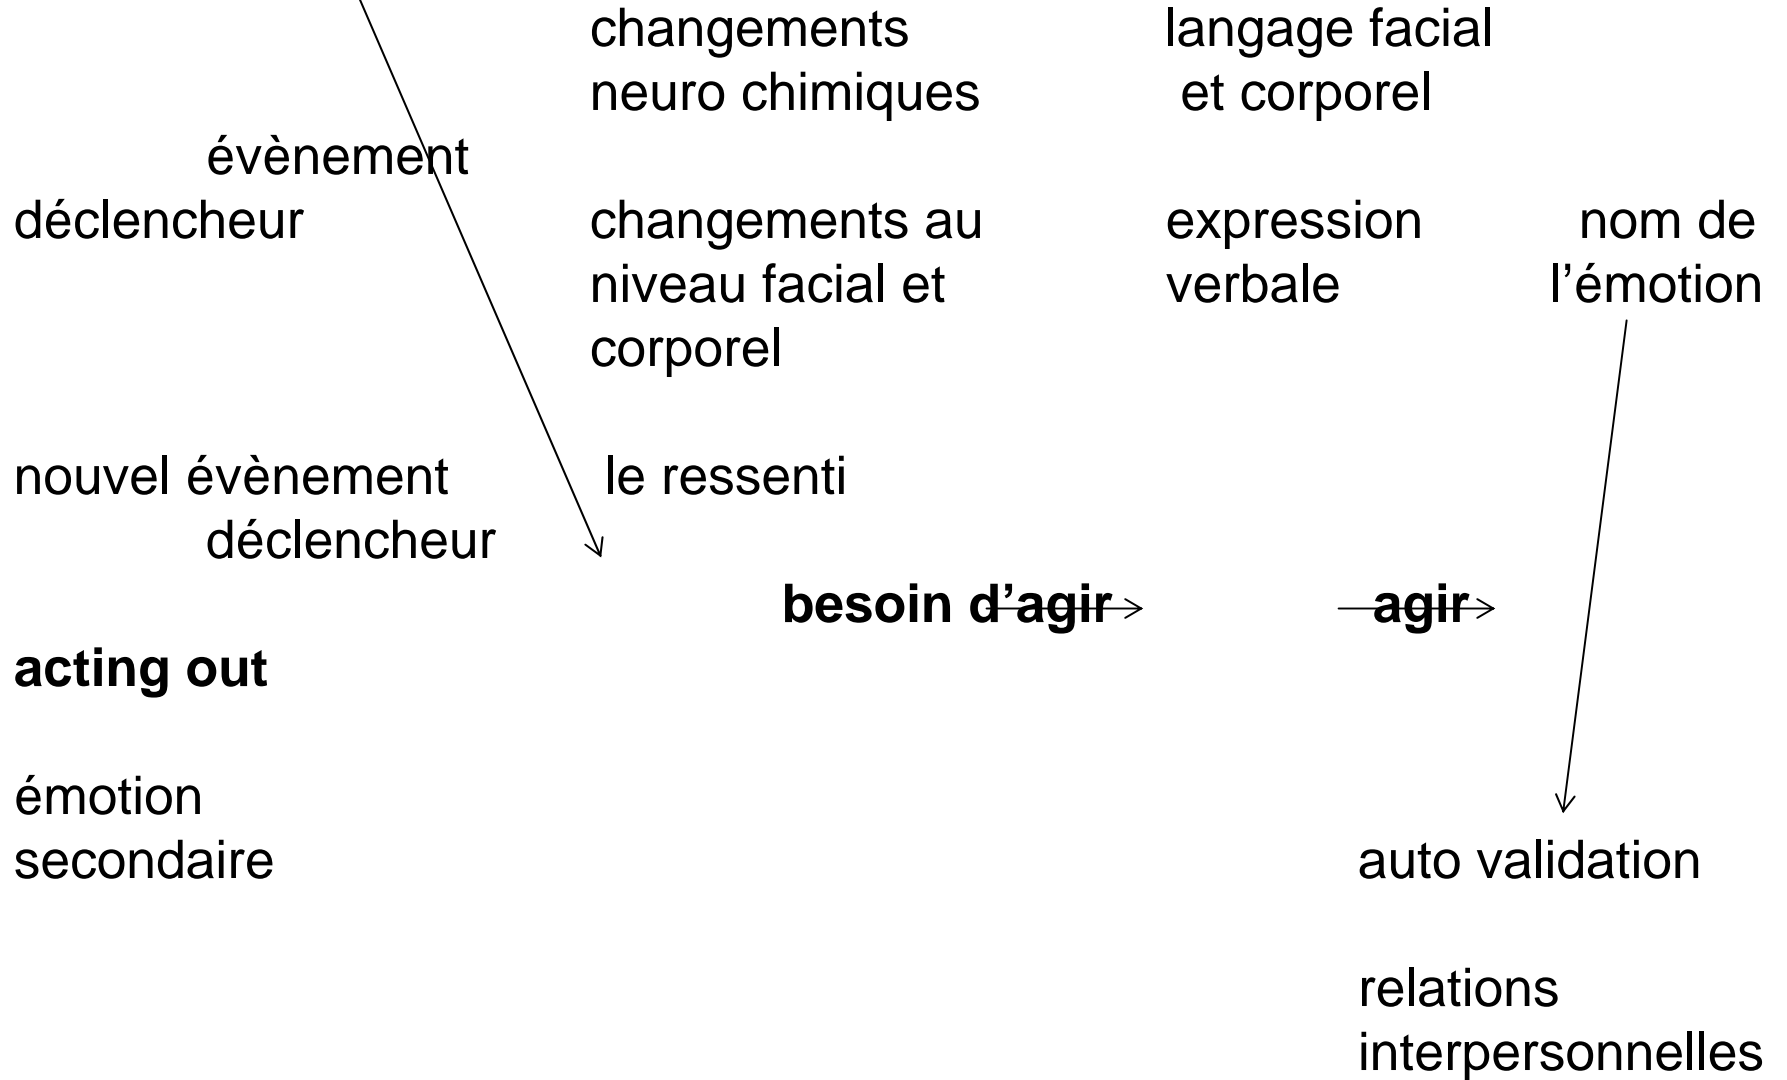 changements langage facial
neuro chimiques et corporel
évènement
déclencheur changements au expression nom de
niveau facial et verbale l’émotion
corporel
nouvel évènement le ressenti
déclencheur
besoin d’agir agir
acting out
émotion
secondaire auto validation
relations
interpersonnelles